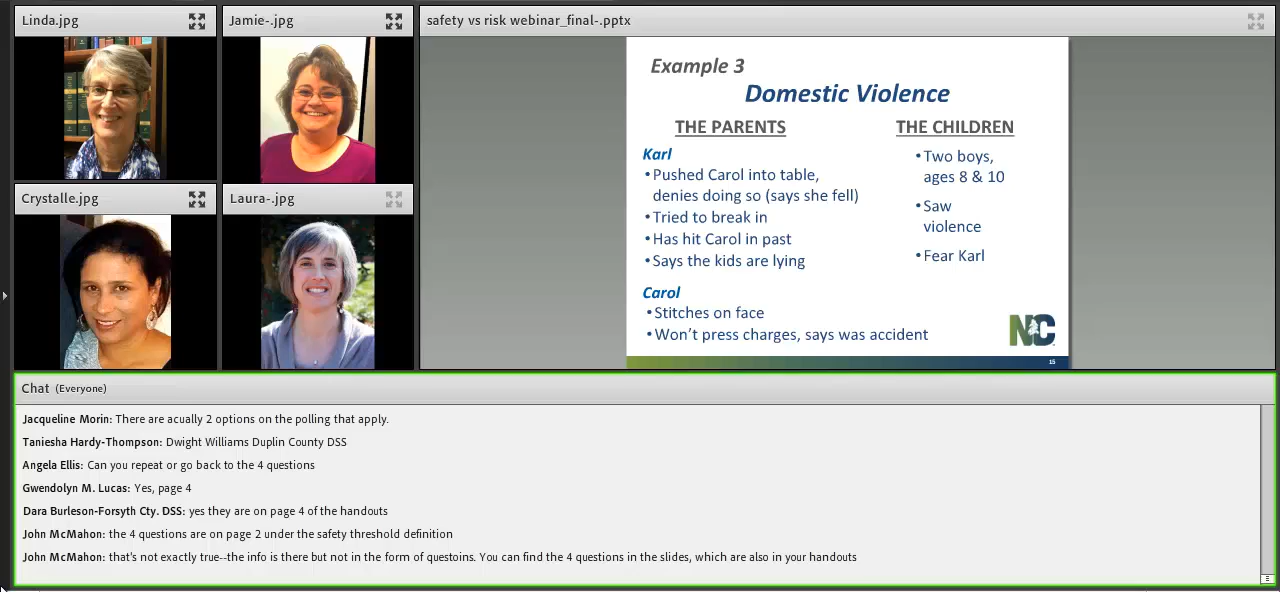 Linda.jpg
Jamie-.jpg
safety vs risk webinar_final-.pptx
Crystalle.jpg
Laura-.jpg
Example 3
Domestic Violence
THE PARENTS
Karl
•Pushed Carol into table,
denies doing so (says she fell)
•Tried to break in
•Has hit Carol in past
•Says the kids are lying
Carol
•Stitches on face
•Won't press charges, says was accident
THE CHILDREN
•Two boys,
ages 8 & 10
•Saw
violence
•Fear Karl
NC
15
Chat (Everyone)
Jacqueline Morin: There are acually 2 options on the polling that apply.
Taniesha Hardy-Thompson: Dwight Williams Duplin County DSS
Angela Ellis: Can you repeat or go back to the 4 questions
Gwendolyn M. Lucas: Yes, page 4
Dara Burleson-Forsyth Cty. DSS: yes they are on page 4 of the handouts
John McMahon: the 4 questions are on page 2 under the safety threshold definition
John McMahon: that's not exactly true--the info is there but not in the form of questoins. You can find the 4 questions in the slides, which are also in your handouts